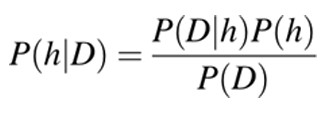 P(h|D) = P(D|h)P(h) / P(D)